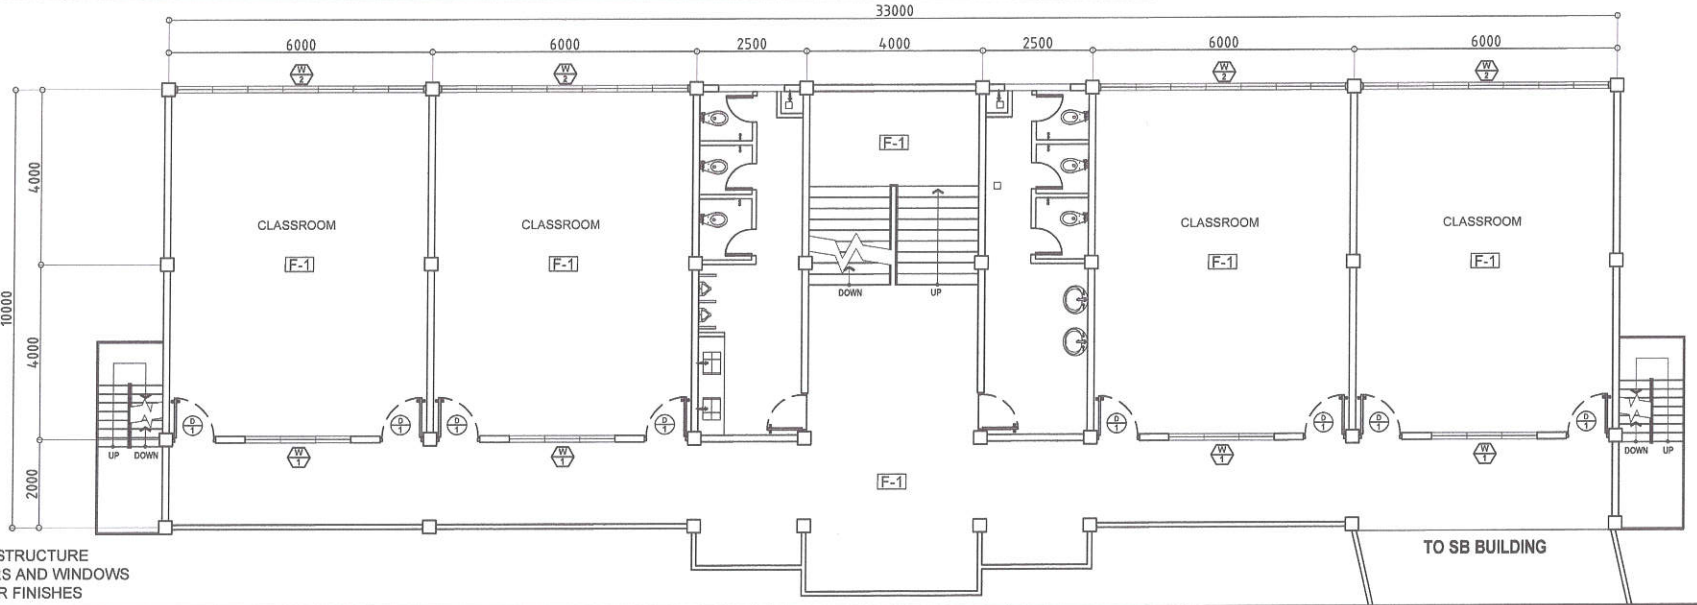 33000
6000 6000 2500 4000 2500 6000 6000
W 2 W 2 W 2 W 2
F-1
4000
CLASSROOM CLASSROOM CLASSROOM CLASSROOM
F-1 F-1 F-1 F-1
DOWN UP
10000
4000
D 1 D 1 D 1 D 1 D 1 D 1 D 1 D 1
UP DOWN W 1 W 1 W 1 W 1 DOWN UP
2000
F-1
TO SB BUILDING
STRUCTURE
RS AND WINDOWS
R FINISHES